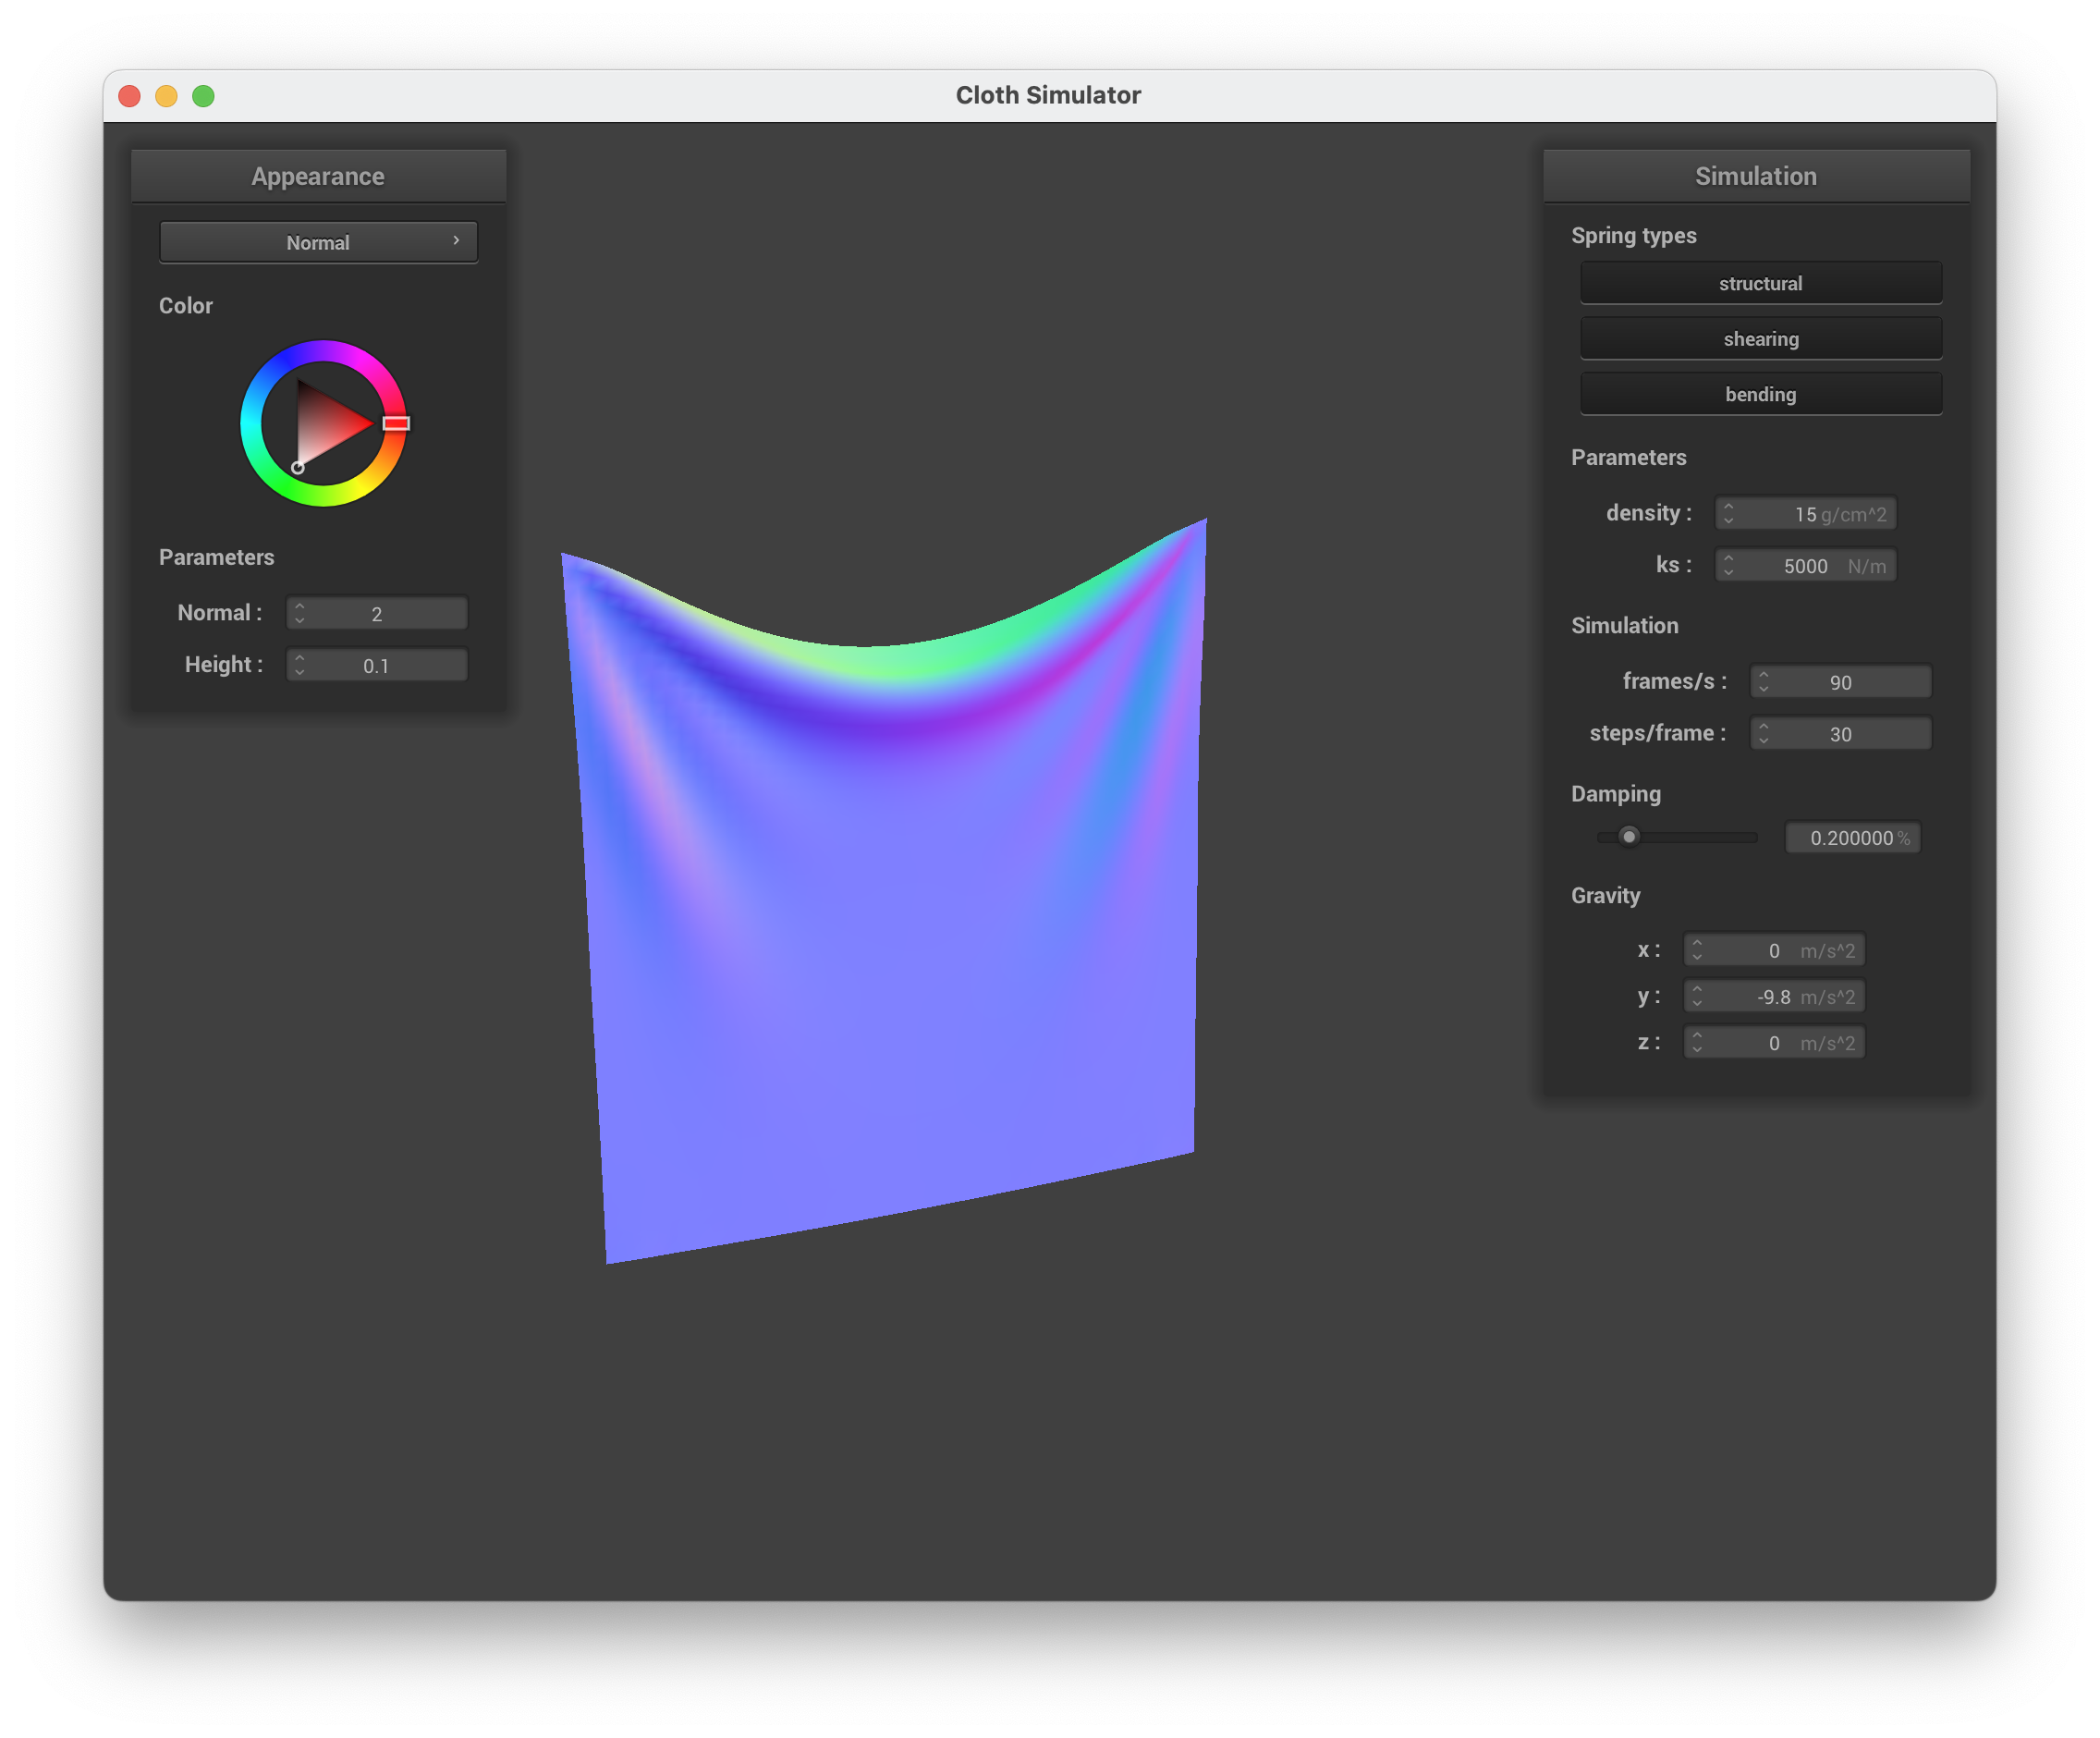 Cloth Simulator
Appearance
Normal
Color
Parameters
Normal : 2
Height : 0.1
Simulation
Spring types
structural
shearing
bending
Parameters
density : 15 g/cm^2
ks : 5000 N/m
Simulation
frames/s : 90
steps/frame : 30
Damping
0.200000 %
Gravity
x : 0 m/s^2
y : -9.8 m/s^2
z : 0 m/s^2